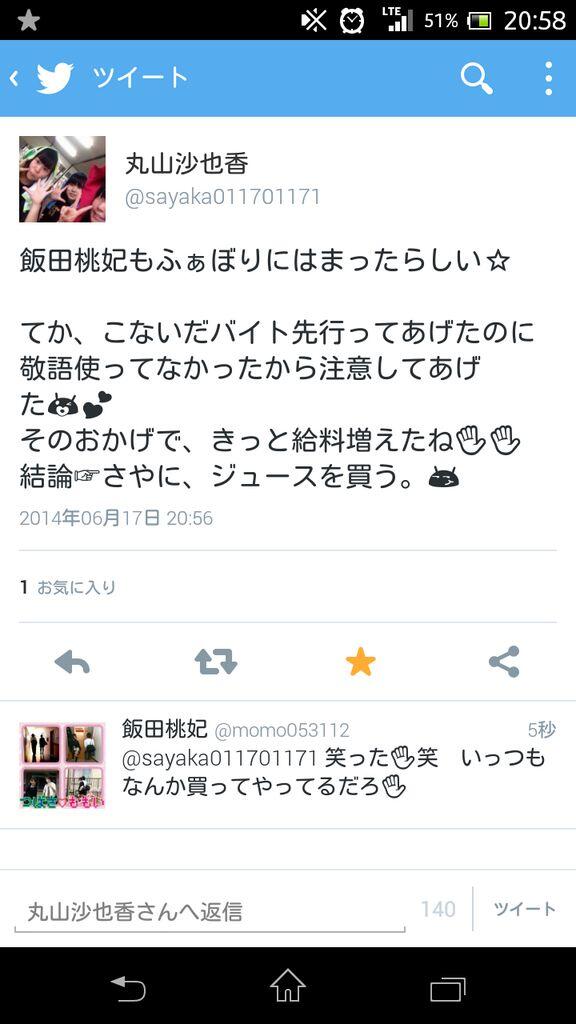 LTE 51% 20:58
ツイート
丸山沙也香
@sayaka011701171
飯田桃妃もふぁぼりにはまったらしい☆
てか、こないだバイト先行ってあげたのに
敬語使ってなかったから注意してあげ
た🐻💕
そのおかげで、きっと給料増えたね✋✋
結論☞さやに、ジュースを買う。😏
2014年06月17日 20:56
1 お気に入り
飯田桃妃 @momo053112 5秒
@sayaka011701171 笑った✋笑　いっつも
なんか買ってやってるだろ✋
つばさ♡ももい
丸山沙也香さんへ返信 140 ツイート